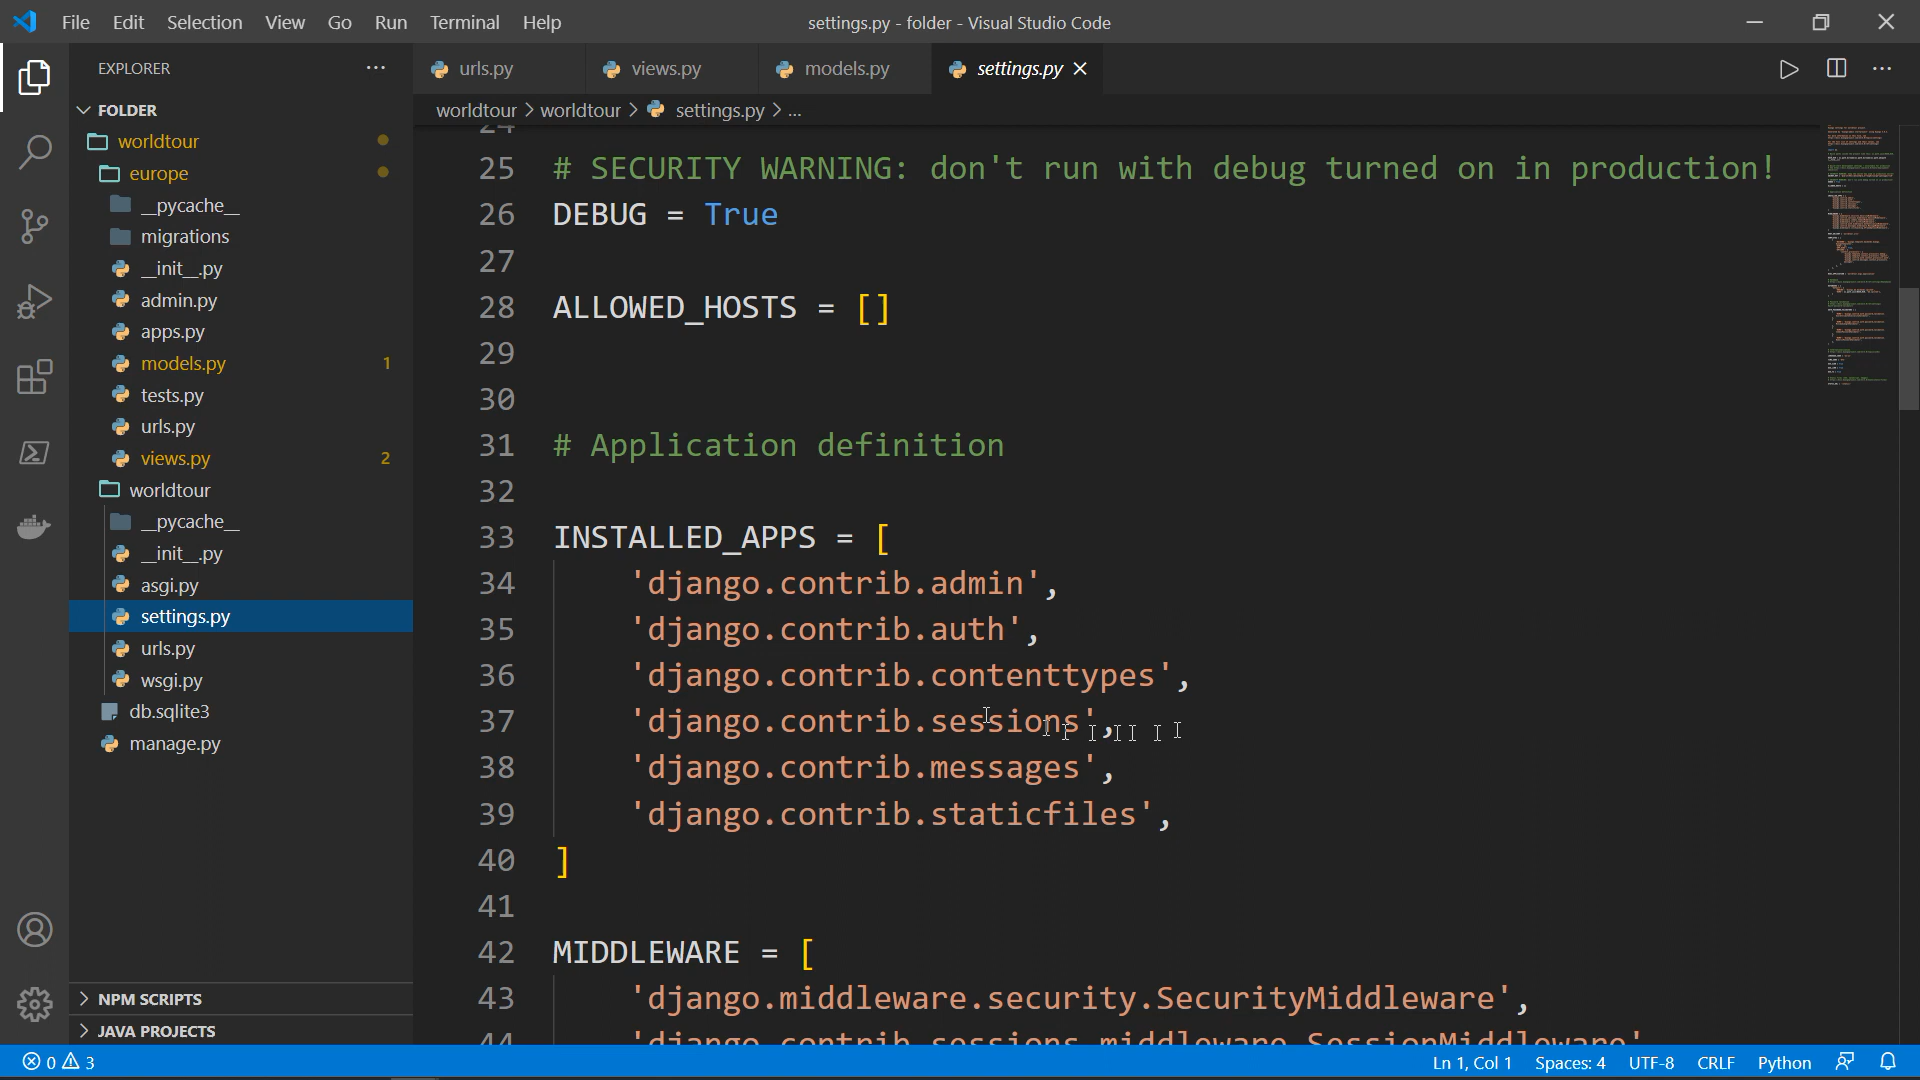 File Edit Selection View Go Run Terminal Help
settings.py - folder - Visual Studio Code
EXPLORER
FOLDER
worldtour
europe
__pycache__
migrations
__init__.py
admin.py
apps.py
models.py 1
tests.py
urls.py
views.py 2
worldtour
__pycache__
__init__.py
asgi.py
settings.py
urls.py
wsgi.py
db.sqlite3
manage.py
NPM SCRIPTS
JAVA PROJECTS
urls.py views.py models.py settings.py
worldtour > worldtour > settings.py > ...
24
25 # SECURITY WARNING: don't run with debug turned on in production!
26 DEBUG = True
27
28 ALLOWED_HOSTS = []
29
30
31 # Application definition
32
33 INSTALLED_APPS = [
34 'django.contrib.admin',
35 'django.contrib.auth',
36 'django.contrib.contenttypes',
37 'django.contrib.sessions',
38 'django.contrib.messages',
39 'django.contrib.staticfiles',
40 ]
41
42 MIDDLEWARE = [
43 'django.middleware.security.SecurityMiddleware',
44 'django.contrib.sessions.middleware.SessionMiddleware'
0 3
Ln 1, Col 1 Spaces: 4 UTF-8 CRLF Python